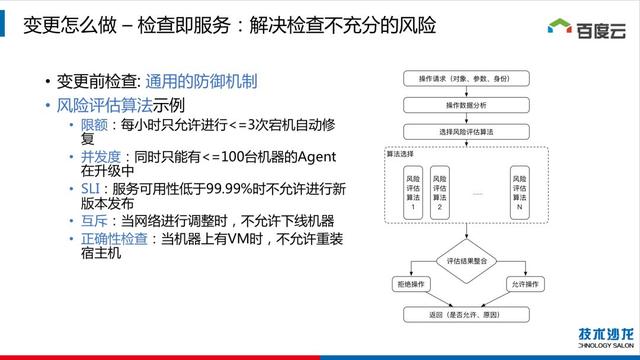 变更怎么做 – 检查即服务：解决检查不充分的风险
百度云
• 变更前检查: 通用的防御机制
• 风险评估算法示例
• 限额：每小时只允许进行<=3次宕机自动修
复
• 并发度：同时只能有<=100台机器的Agent
在升级中
• SLI：服务可用性低于99.99%时不允许进行新
版本发布
• 互斥：当网络进行调整时，不允许下线机器
• 正确性检查：当机器上有VM时，不允许重装
宿主机
操作请求（对象、参数、身份）
操作数据分析
选择风险评估算法
算法选择
风险
评估
算法
1
风险
评估
算法
2
......
风险
评估
算法
N
评估结果整合
拒绝操作
允许操作
返回（是否允许、原因）
技术沙龙
CHNOLOGY SALON